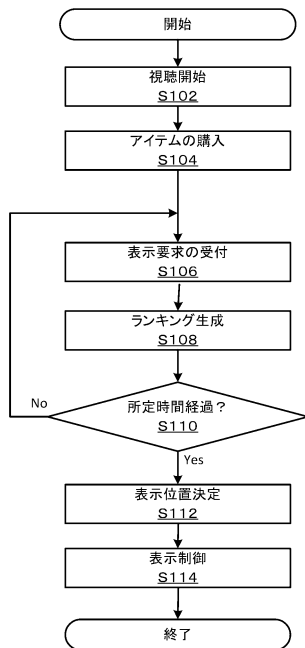 開始
視聴開始
S102
アイテムの購入
S104
表示要求の受付
S106
ランキング生成
S108
所定時間経過？
S110
No
Yes
表示位置決定
S112
表示制御
S114
終了